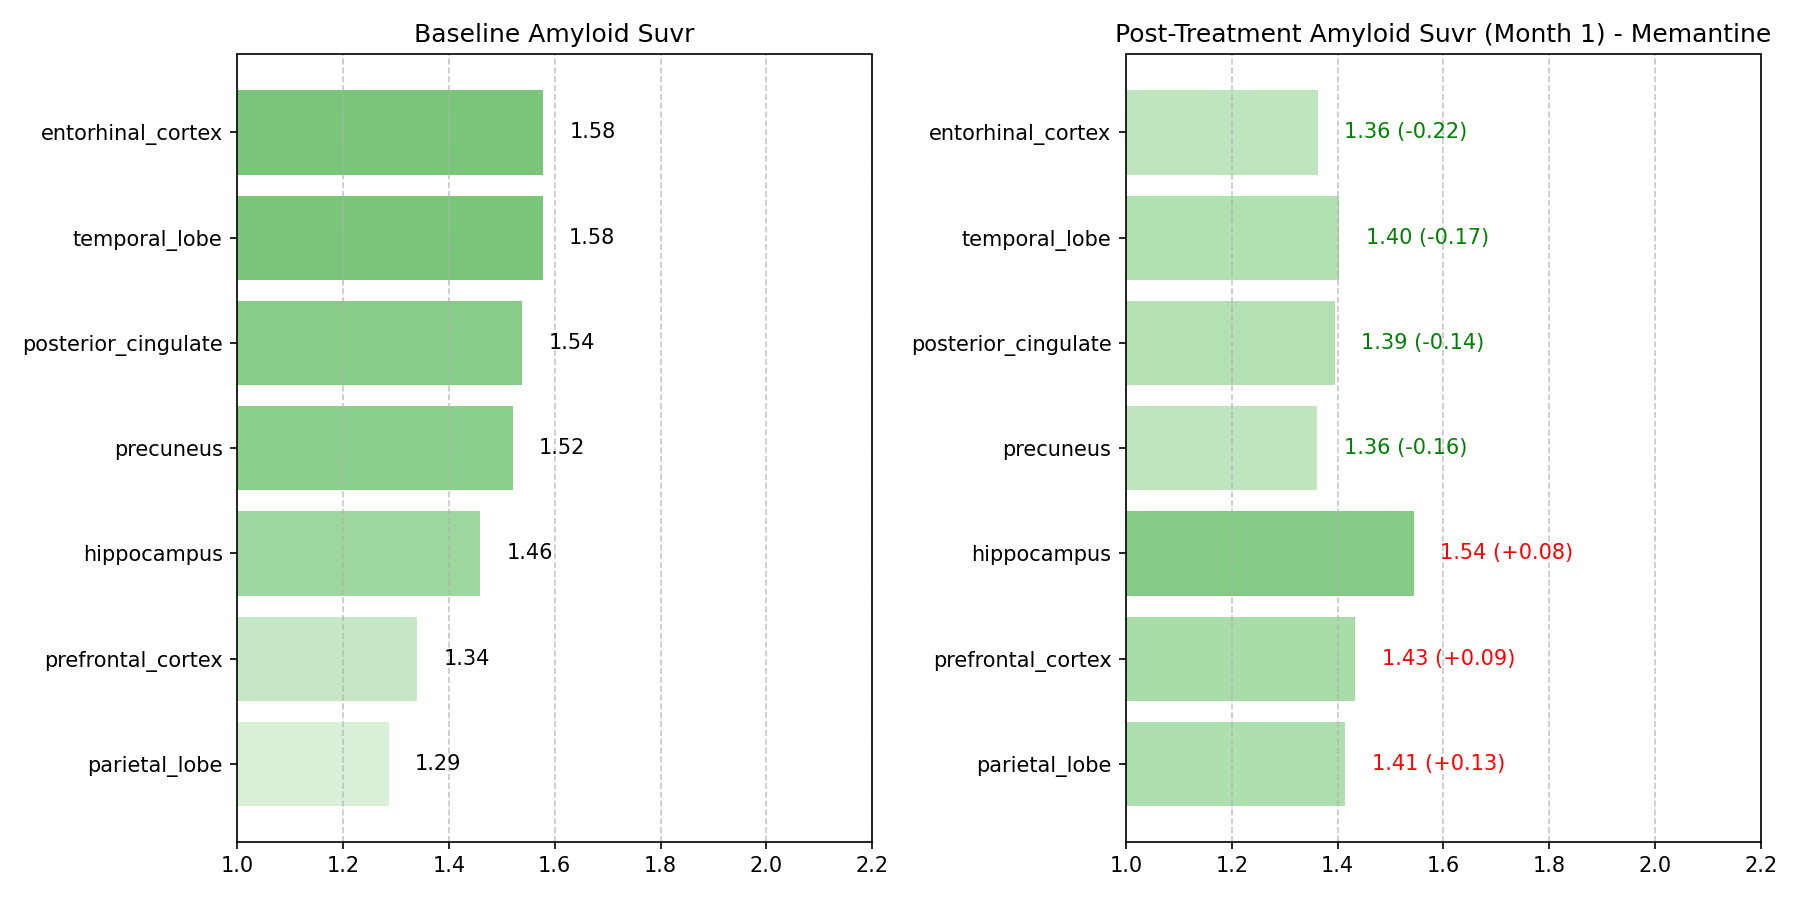 Baseline Amyloid Suvr
entorhinal_cortex 1.58
temporal_lobe 1.58
posterior_cingulate 1.54
precuneus 1.52
hippocampus 1.46
prefrontal_cortex 1.34
parietal_lobe 1.29
1.0 1.2 1.4 1.6 1.8 2.0 2.2
Post-Treatment Amyloid Suvr (Month 1) - Memantine
entorhinal_cortex 1.36 (-0.22)
temporal_lobe 1.40 (-0.17)
posterior_cingulate 1.39 (-0.14)
precuneus 1.36 (-0.16)
hippocampus 1.54 (+0.08)
prefrontal_cortex 1.43 (+0.09)
parietal_lobe 1.41 (+0.13)
1.0 1.2 1.4 1.6 1.8 2.0 2.2